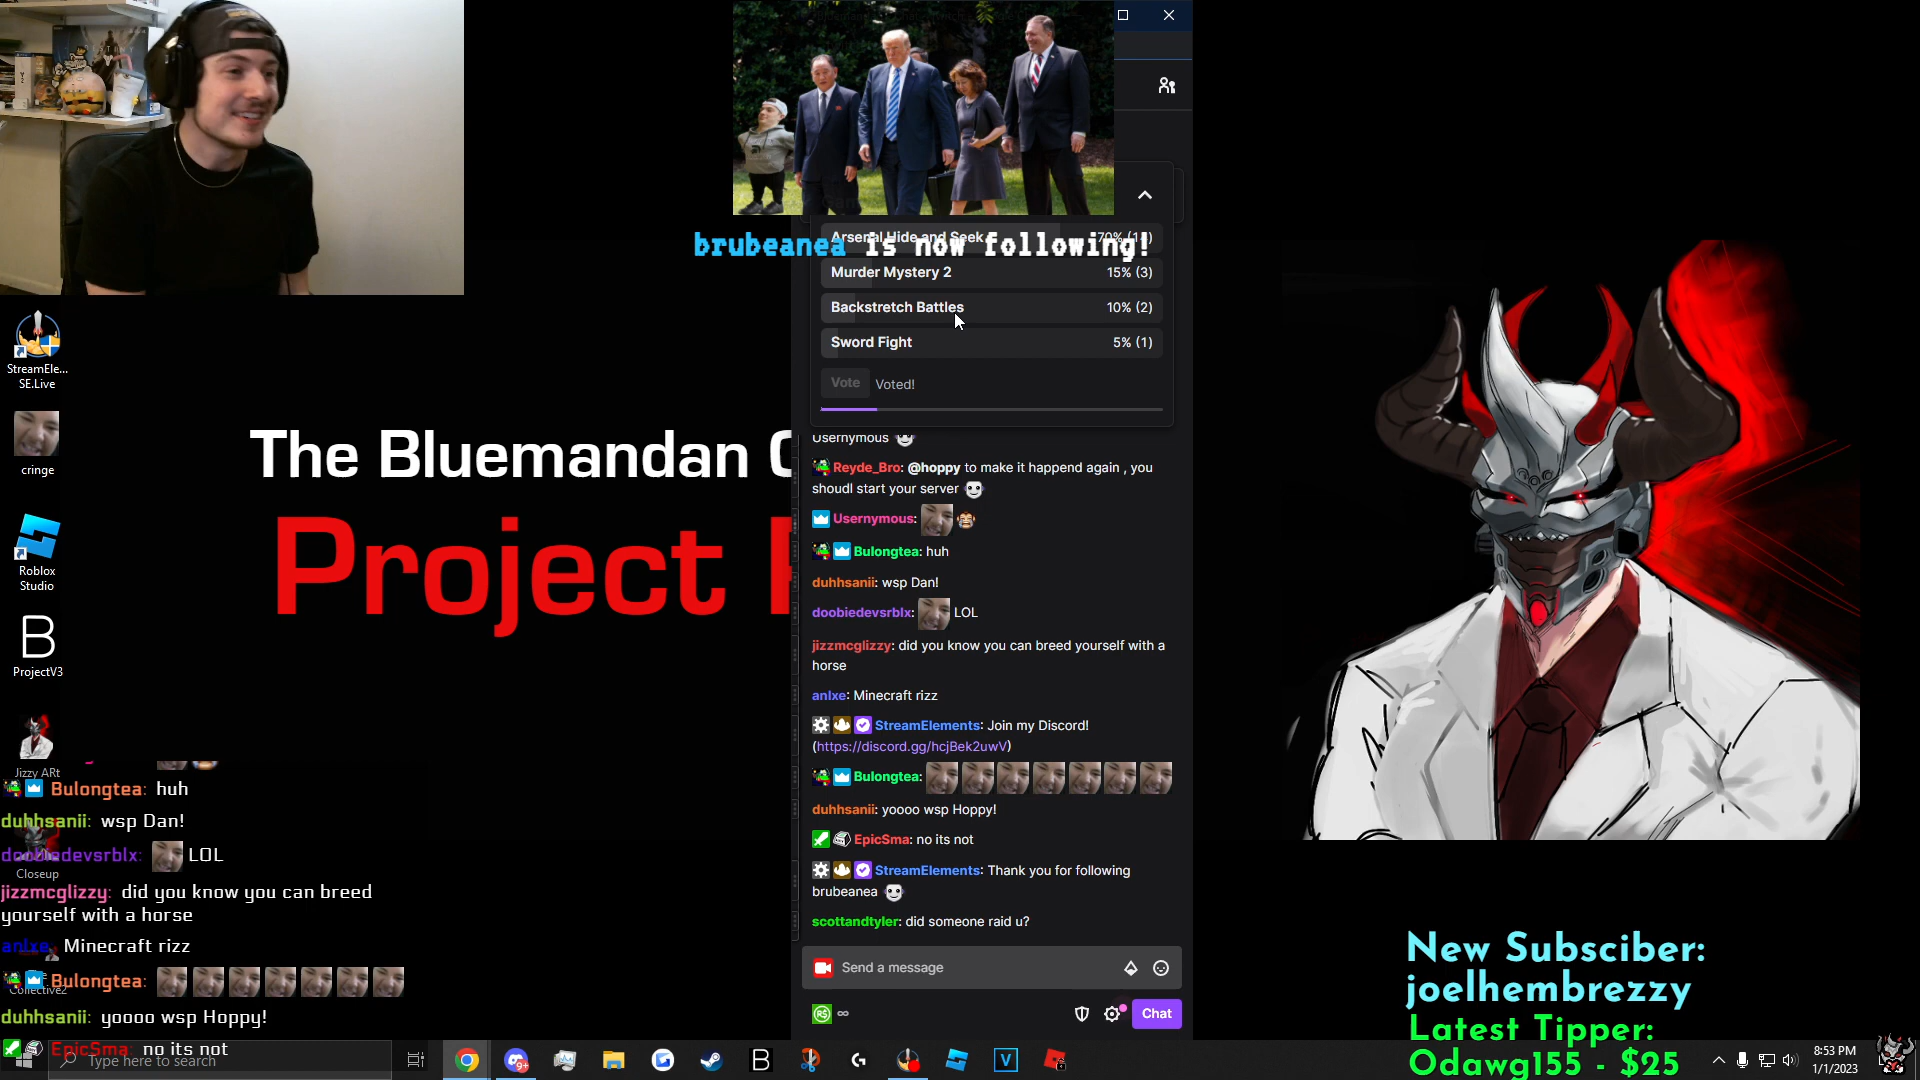 brubeanea is now following!
Arsenal Hide and Seek
Murder Mystery 2 15% (3)
Backstretch Battles 10% (2)
Sword Fight 5% (1)
Vote Voted!
StreamEle...
SE.Live
cringe
Roblox
Studio
B
ProjectV3
Jizzy ARt
Closeup
Collective2
The Bluemandan
Project
Usernymous
Reyde_Bro: @hoppy to make it happend again , you
shoudl start your server
Usernymous:
Bulongtea: huh
duhhsanii: wsp Dan!
doobiedevsrblx: LOL
jizzmcglizzy: did you know you can breed yourself with a
horse
anlxe: Minecraft rizz
StreamElements: Join my Discord!
(https://discord.gg/hcjBek2uwV)
Bulongtea:
duhhsanii: yoooo wsp Hoppy!
EpicSma: no its not
StreamElements: Thank you for following
brubeanea
scottandtyler: did someone raid u?
Send a message
Chat
Bulongtea: huh
duhhsanii: wsp Dan!
doobiedevsrblx: LOL
jizzmcglizzy: did you know you can breed
yourself with a horse
anlxe: Minecraft rizz
Bulongtea:
duhhsanii: yoooo wsp Hoppy!
EpicSma: no its not
Type here to search
New Subsciber:
joelhembrezzy
Latest Tipper:
Odawg155 - $25
8:53 PM
1/1/2023